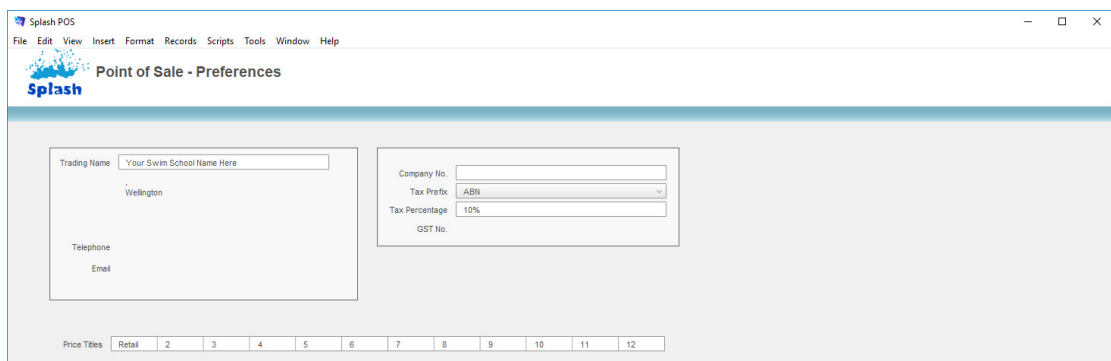 Splash POS
File Edit View Insert Format Records Scripts Tools Window Help
Splash
Point of Sale - Preferences
Trading Name Your Swim School Name Here
Wellington
Telephone
Email
Company No.
Tax Prefix ABN
Tax Percentage 10%
GST No.
Price Titles Retail 2 3 4 5 6 7 8 9 10 11 12